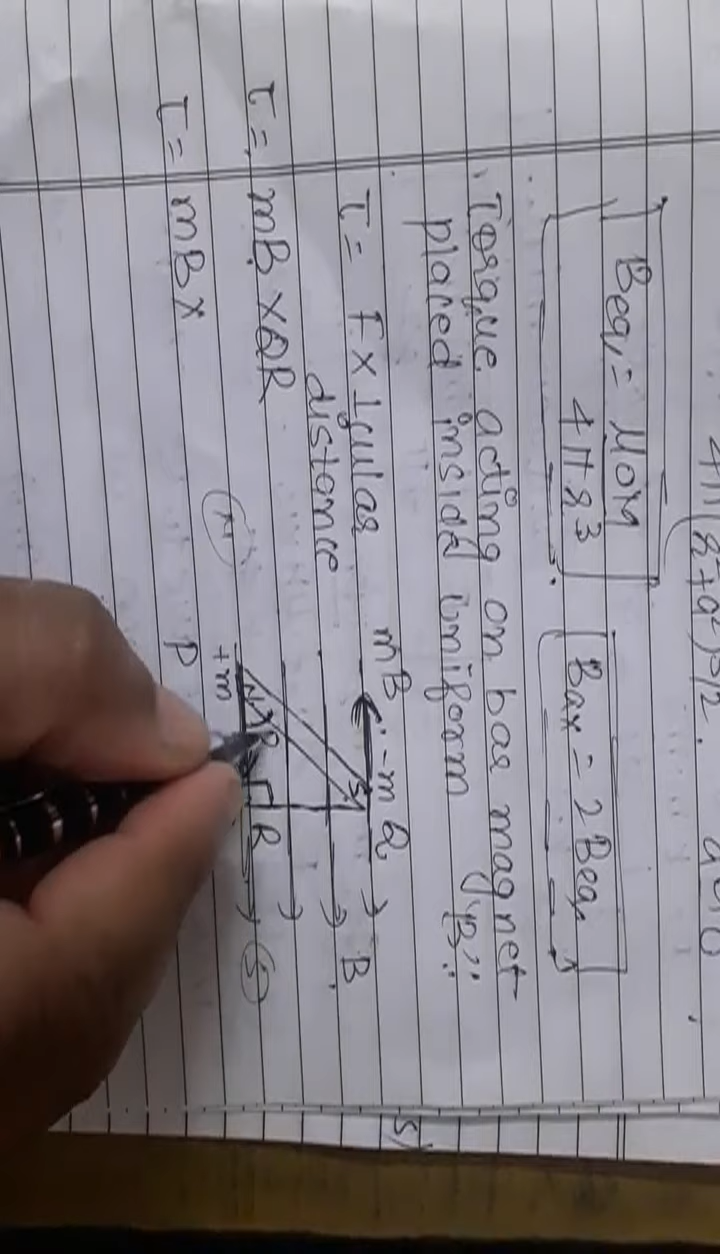 4π(r²+a²)3/2.
Beq = μ0M
4πr3
Bax = 2Beq
Torque acting on bar magnet
placed inside uniform "B":
τ = F × ⊥gular
distance
mB
-m Q
B
τ = mB × QR
S
N
R
S
+m
N
P
τ = mB ×